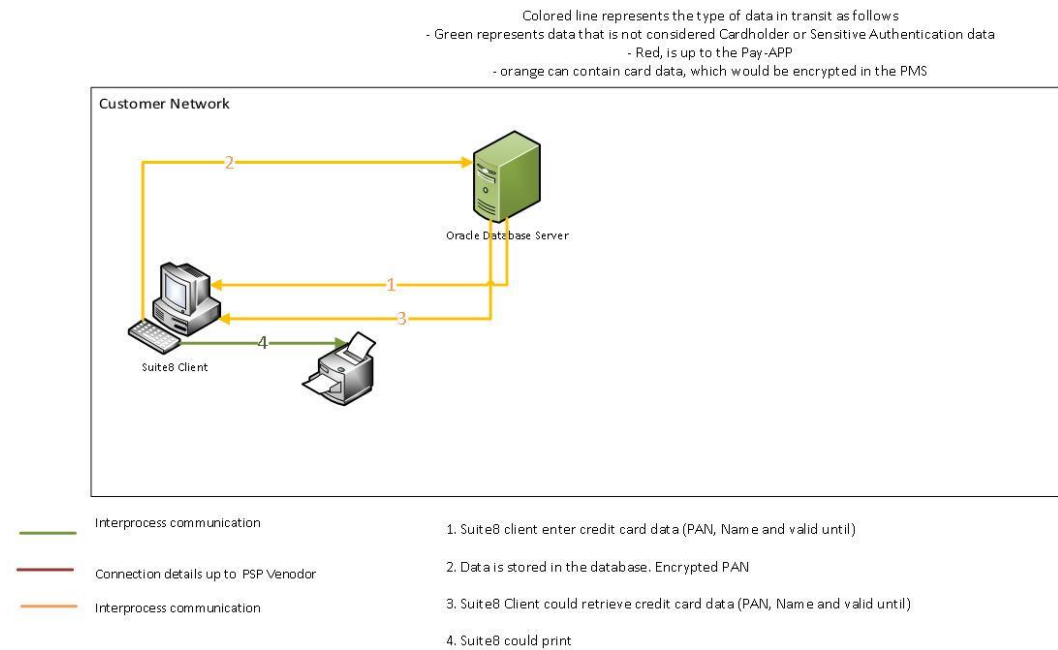 Colored line represents the type of data in transit as follows
- Green represents data that is not considered Cardholder or Sensitive Authentication data
- Red, is up to the Pay-APP
- orange can contain card data, which would be encrypted in the PMS
Customer Network
2
Oracle Database Server
1
3
4
Suite8 Client
Interprocess communication
Connection details up to PSP Venodor
Interprocess communication
1. Suite8 client enter credit card data (PAN, Name and valid until)
2. Data is stored in the database. Encrypted PAN
3. Suite8 Client could retrieve credit card data (PAN, Name and valid until)
4. Suite8 could print